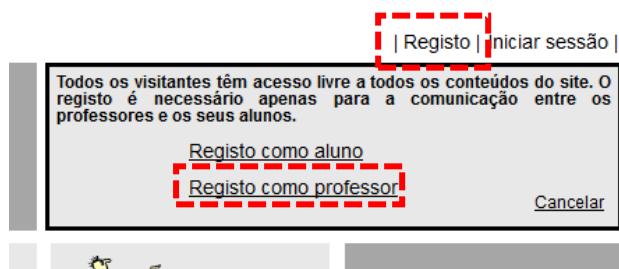 | Registo | Iniciar sessão |
Todos os visitantes têm acesso livre a todos os conteúdos do site. O
registo é necessário apenas para a comunicação entre os
professores e os seus alunos.
Registo como aluno
Registo como professor
Cancelar